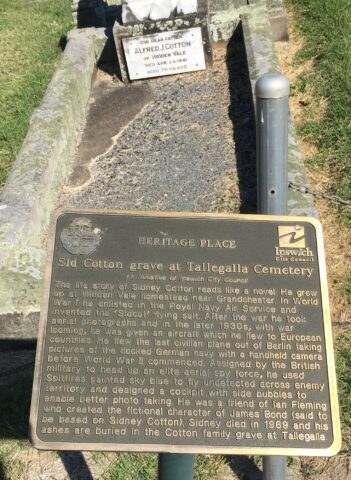 OUR DEAR FATHER
ALFRED J. COTTON
OF HIDDEN VALE
AGED 79 YEARS
HERITAGE PLACE
Ipswich
City Council
Sid Cotton grave at Tallegalla Cemetery
An initiative of Ipswich City Council
The life story of Sidney Cotton reads like a novel. He grew
up at Hidden Vale homestead near Grandchester. In World
War I he enlisted in the Royal Navy Air Service and
invented the "Sidcot" flying suit. After the war he took
aerial photographs and in the later 1930s, with war
looming, he was given an aircraft which he flew to European
countries. He flew the last civilian plane out of Berlin taking
pictures of the docked German navy with a handheld camera
before World War II commenced. Assigned by the British
military to head up an elite aerial spy force, he used
Spitfires painted sky blue to fly undetected across enemy
territory and designed a cockpit with side bubbles to
enable better photo taking. He was a friend of Ian Fleming
who created the fictional character of James Bond (said to
be based on Sidney Cotton). Sidney died in 1969 and his
ashes are buried in the Cotton family grave at Tallegalla